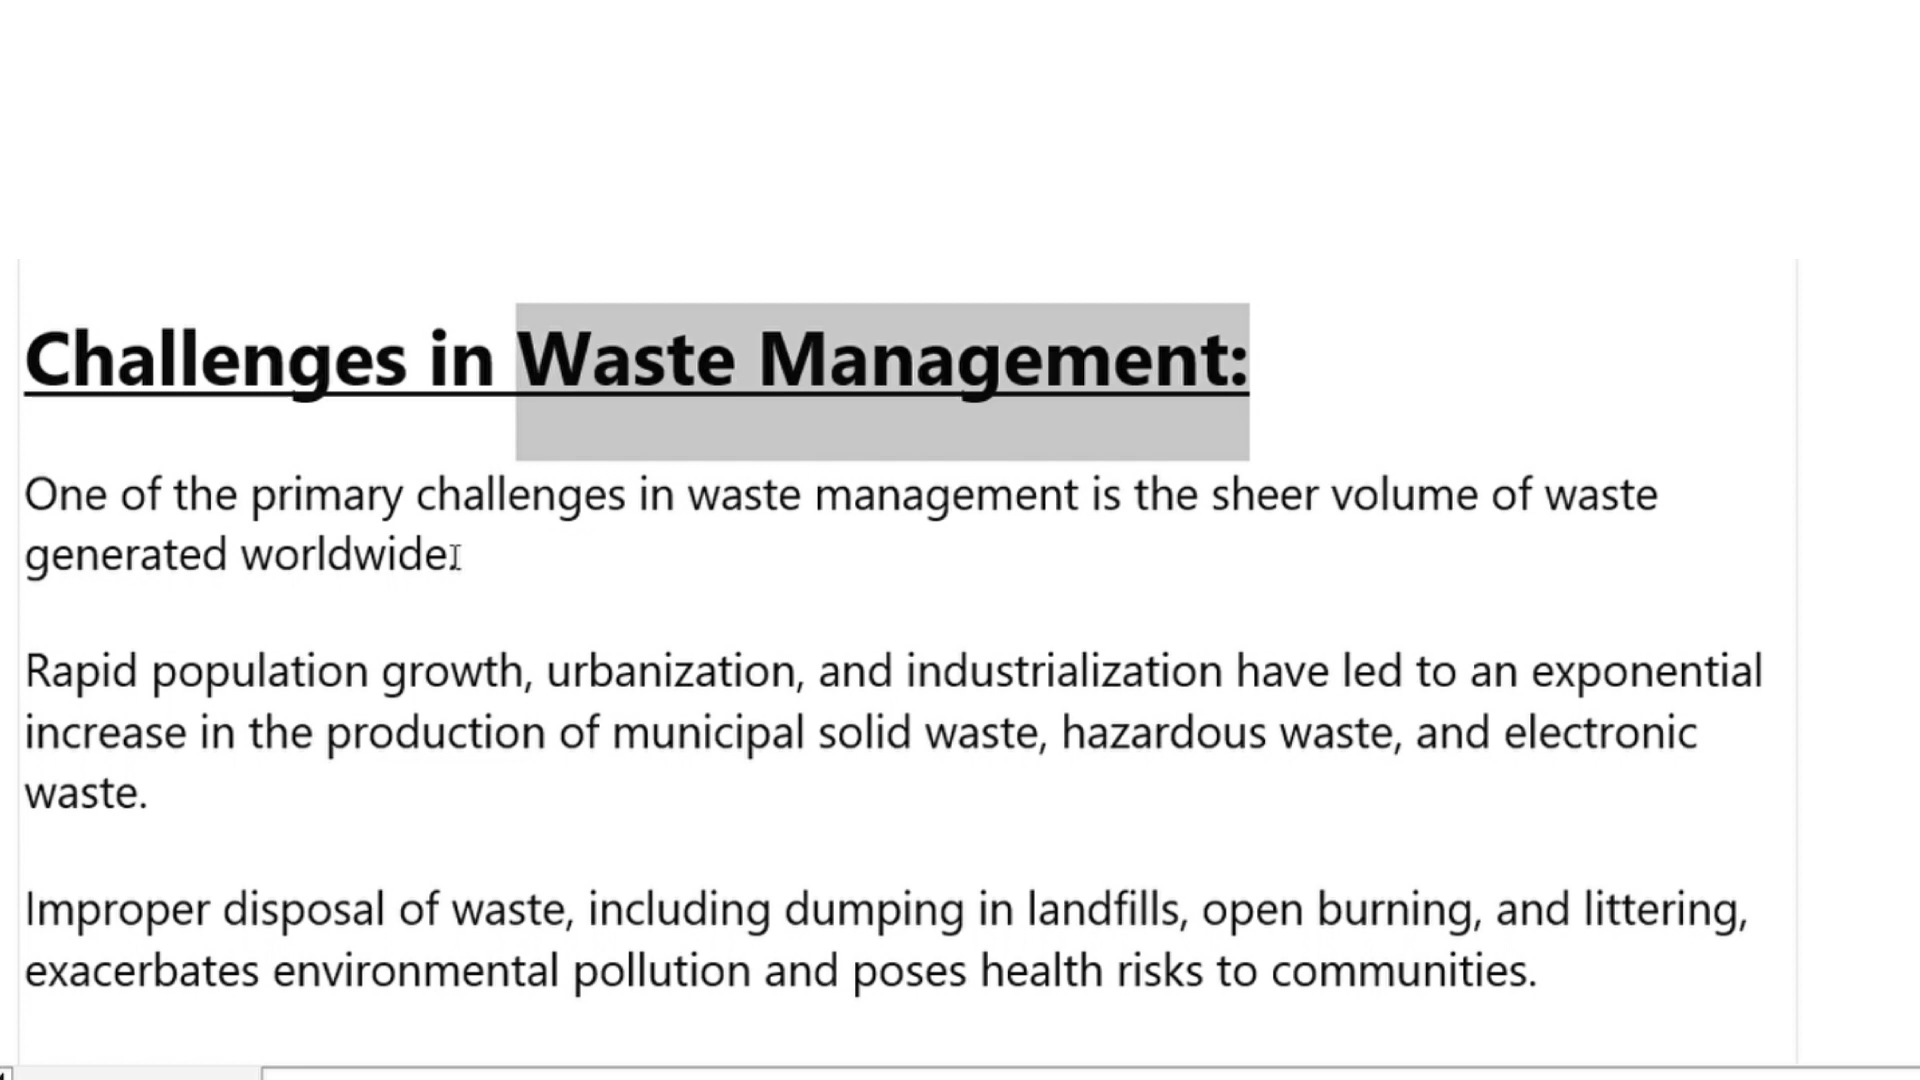 Challenges in Waste Management:
One of the primary challenges in waste management is the sheer volume of waste
generated worldwide.
Rapid population growth, urbanization, and industrialization have led to an exponential
increase in the production of municipal solid waste, hazardous waste, and electronic
waste.
Improper disposal of waste, including dumping in landfills, open burning, and littering,
exacerbates environmental pollution and poses health risks to communities.